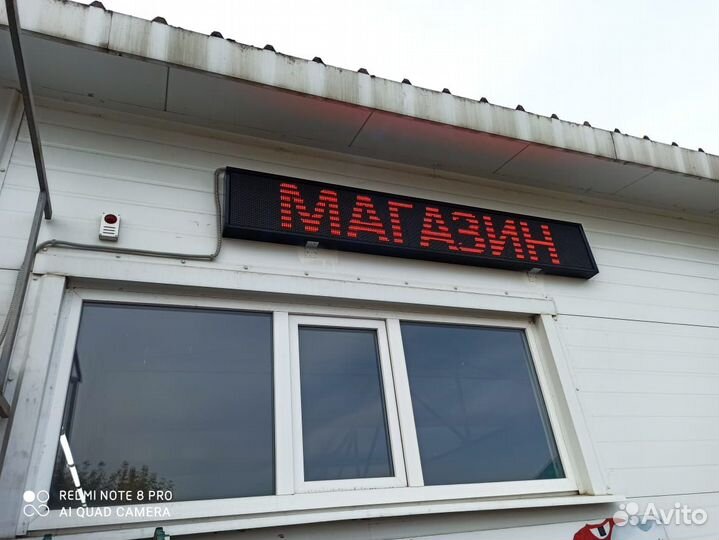 МАГАЗИН
REDMI NOTE 8 PRO
AI QUAD CAMERA
Avito